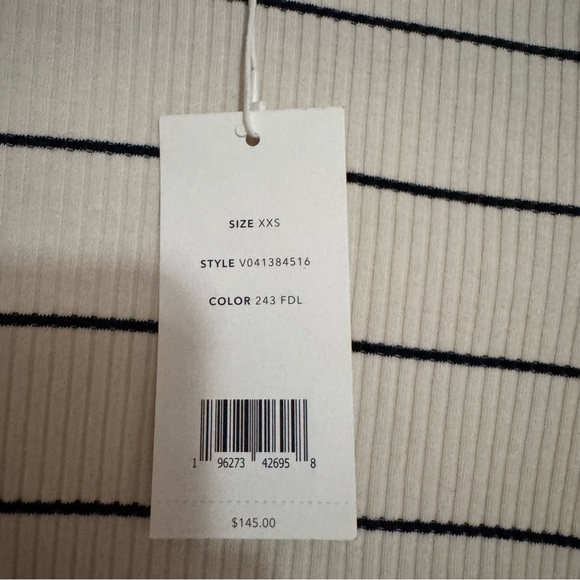 SIZE XXS
STYLE V041384516
COLOR 243 FDL
1 96273 42695 8
$145.00